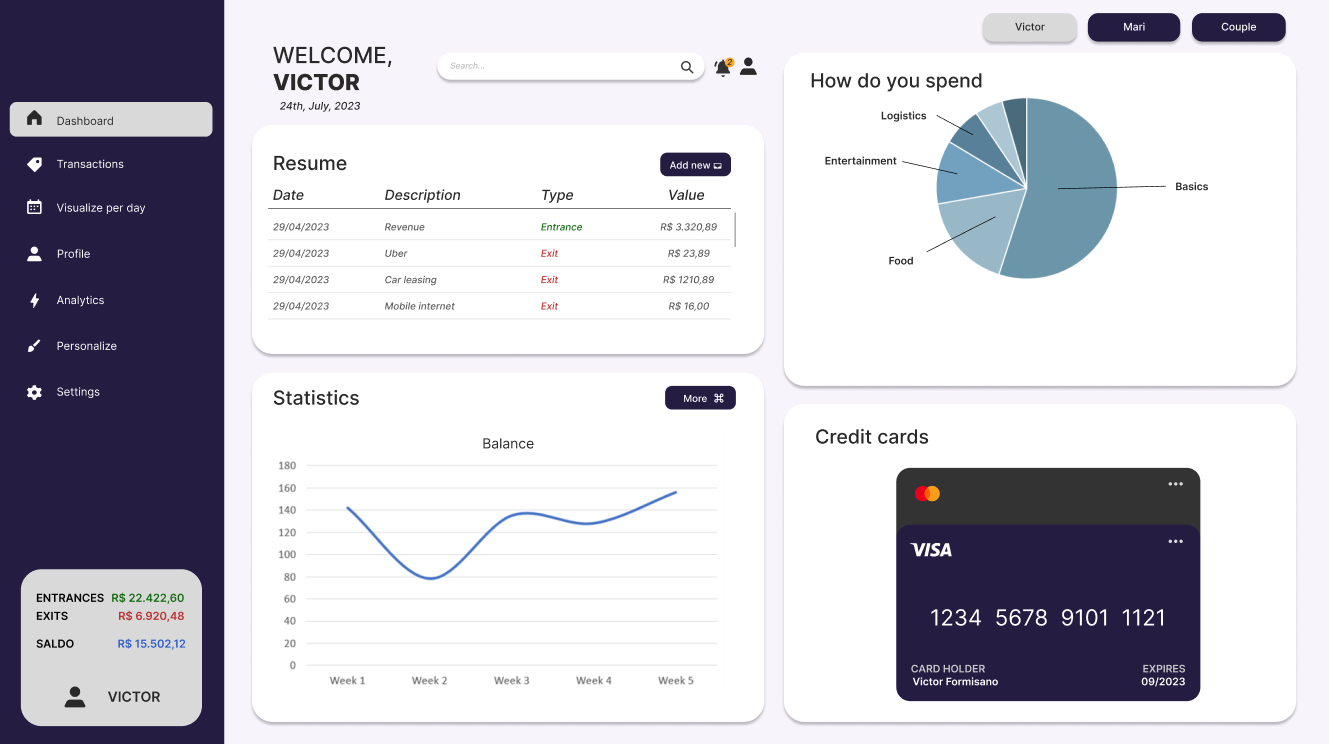 Victor
Mari
Couple
WELCOME,
VICTOR
24th, July, 2023
Search...
2
Dashboard
Transactions
Visualize per day
Profile
Analytics
Personalize
Settings
ENTRANCES R$ 22.422,60
EXITS R$ 6.920,48
SALDO R$ 15.502,12
VICTOR
Resume
Add new
Date Description Type Value
29/04/2023 Revenue Entrance R$ 3.320,89
29/04/2023 Uber Exit R$ 23,89
29/04/2023 Car leasing Exit R$ 1210,89
29/04/2023 Mobile internet Exit R$ 16,00
Statistics
More
Balance
180
160
140
120
100
80
60
40
20
0
Week 1 Week 2 Week 3 Week 4 Week 5
How do you spend
Logistics
Entertainment
Basics
Food
Credit cards
VISA
1234 5678 9101 1121
CARD HOLDER EXPIRES
Victor Formisano 09/2023